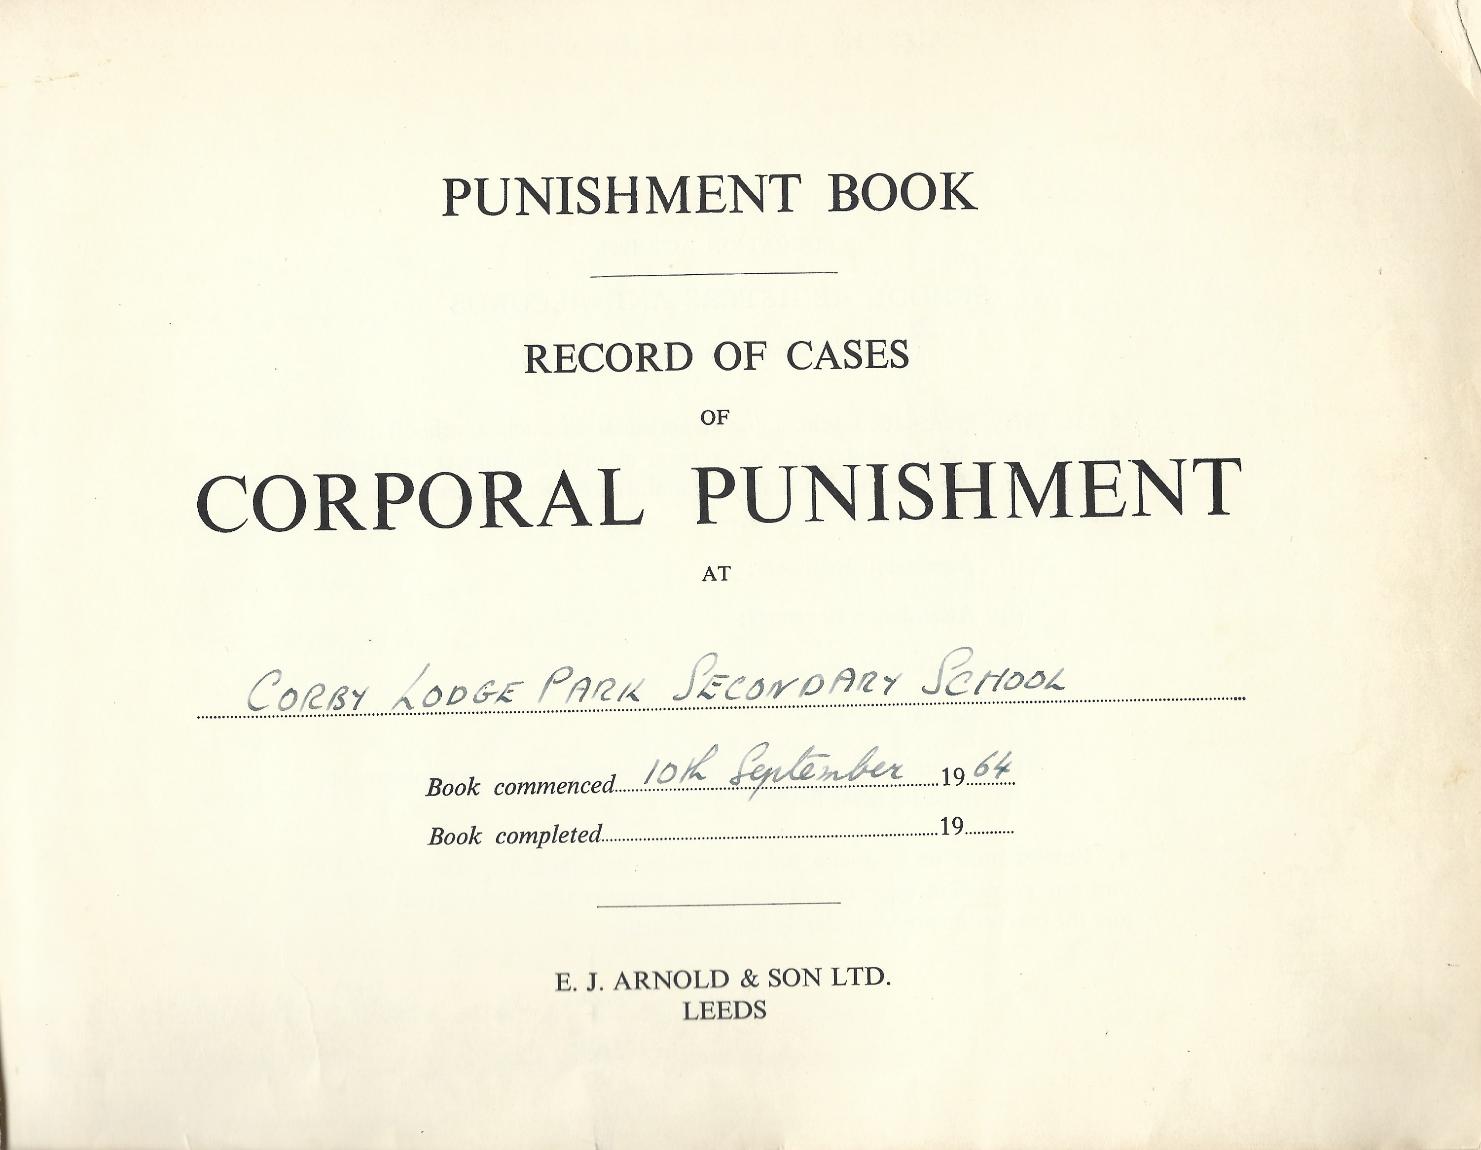 PUNISHMENT BOOK
RECORD OF CASES
OF
CORPORAL PUNISHMENT
AT
CORBY LODGE PARK SECONDARY SCHOOL
Book commenced 10th September 1964
Book completed 19
E. J. ARNOLD & SON LTD.
LEEDS